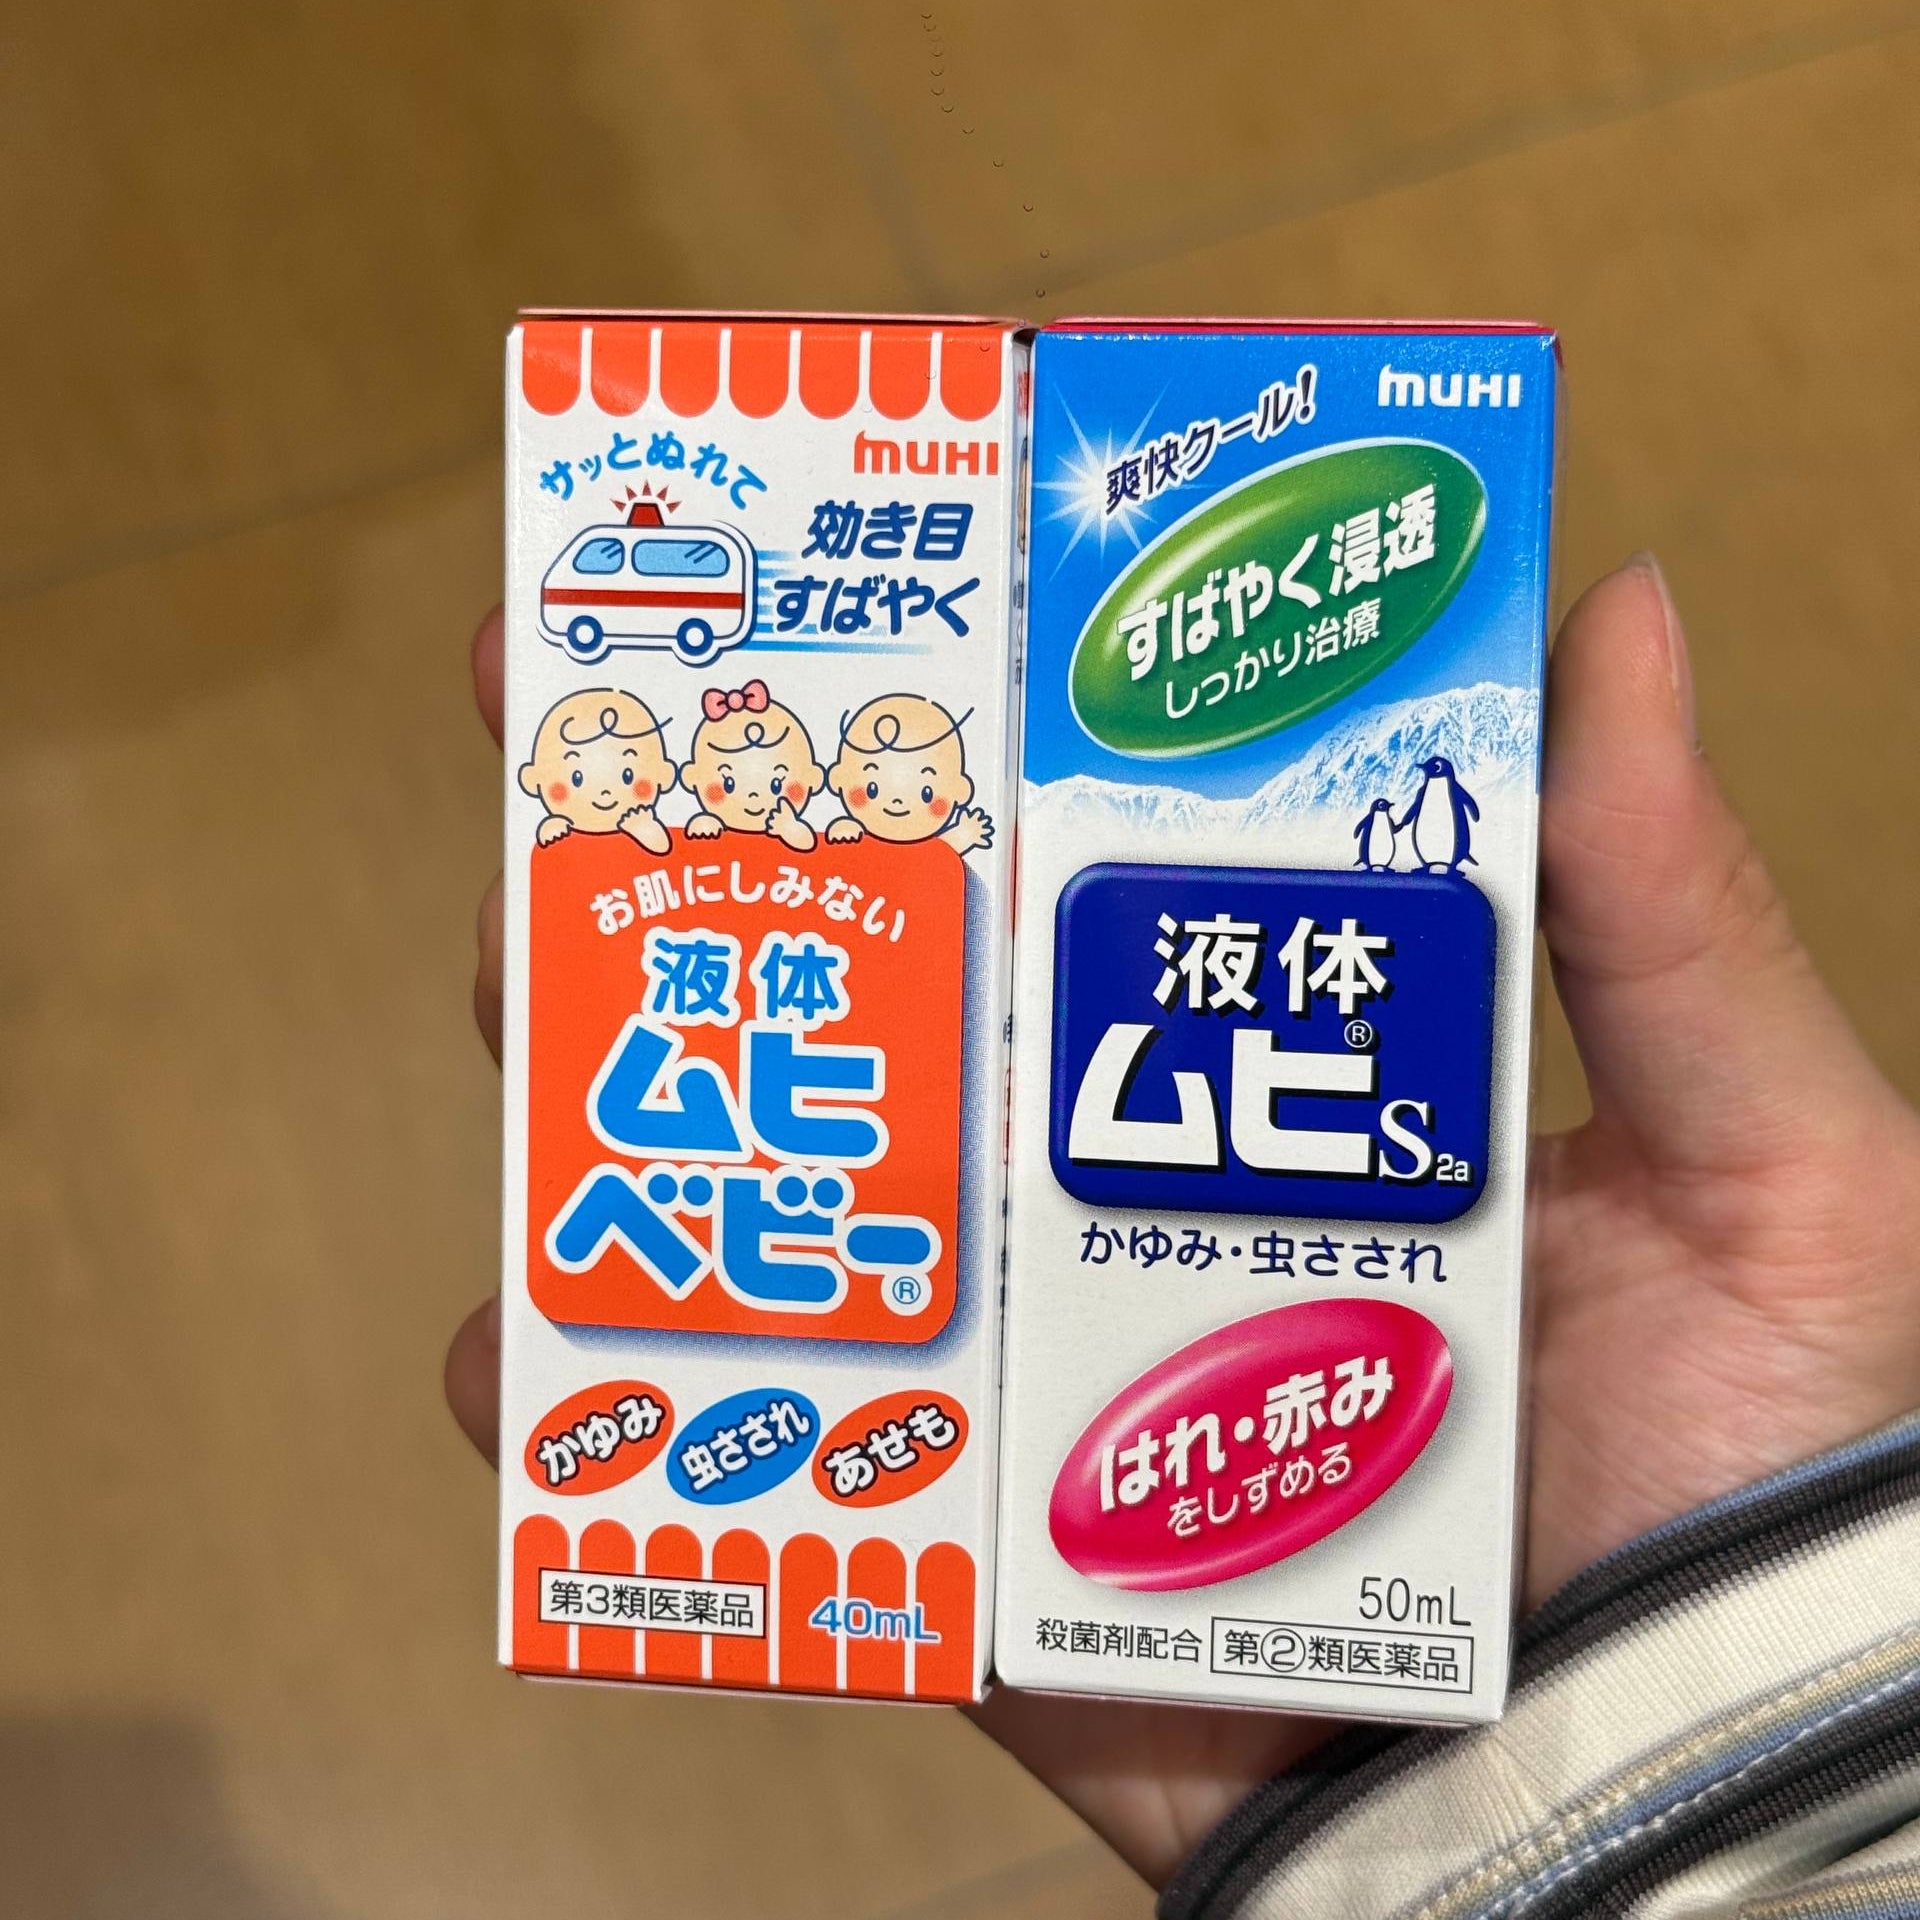 muHI
サッとぬれて
効き目
すばやく
お肌にしみない
液体
ムヒ
ベビー®
かゆみ
虫さされ
あせも
第3類医薬品
40mL
muHI
爽快クール!
すばやく浸透
しっかり治療
液体
ムヒ®S2a
かゆみ・虫さされ
はれ・赤み
をしずめる
50mL
殺菌剤配合
第②類医薬品